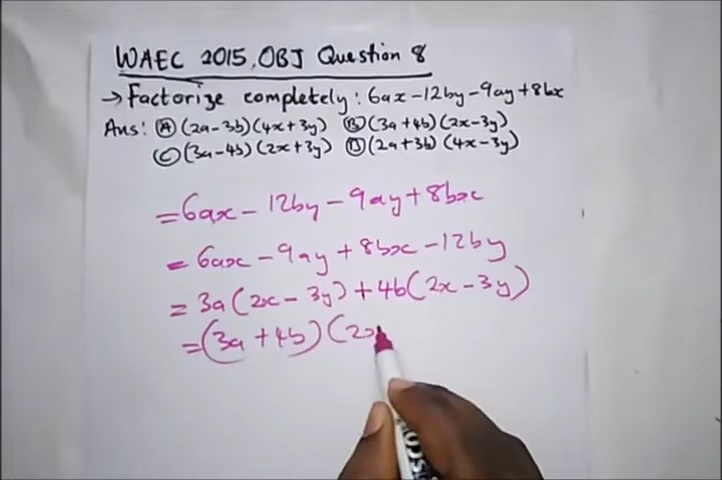 WAEC 2015, OBJ Question 8
→ Factorize completely: 6ax - 12by - 9ay + 8bx
Ans: Ⓐ (2a - 3b)(4x + 3y) Ⓑ (3a + 4b)(2x - 3y)
Ⓒ (3a - 4b)(2x + 3y) Ⓓ (2a + 3b)(4x - 3y)
= 6ax - 12by - 9ay + 8bx
= 6ax - 9ay + 8bx - 12by
= 3a(2x - 3y) + 4b(2x - 3y)
= (3a + 4b)(2x